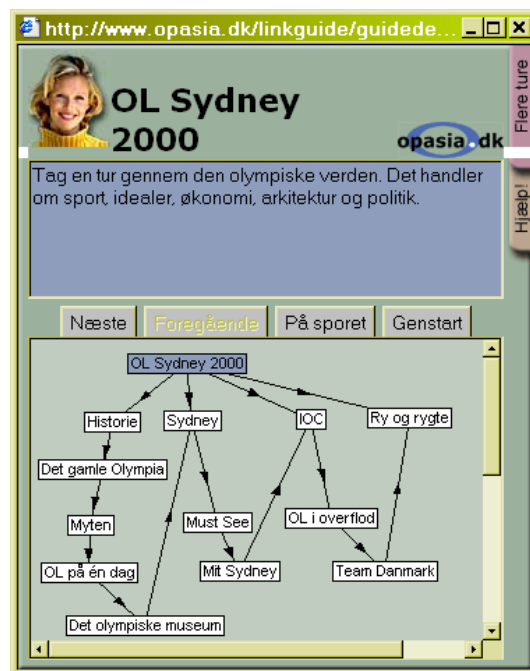 http://www.opasia.dk/linkguide/guidede...
Flere ture
OL Sydney
2000
opasia.dk
Hjælp!
Tag en tur gennem den olympiske verden. Det handler
om sport, idealer, økonomi, arkitektur og politik.
Næste Foregående På sporet Genstart
OL Sydney 2000
Historie Sydney IOC Ry og rygte
Det gamle Olympia
Myten Must See OL i overflod
OL på én dag Mit Sydney Team Danmark
Det olympiske museum